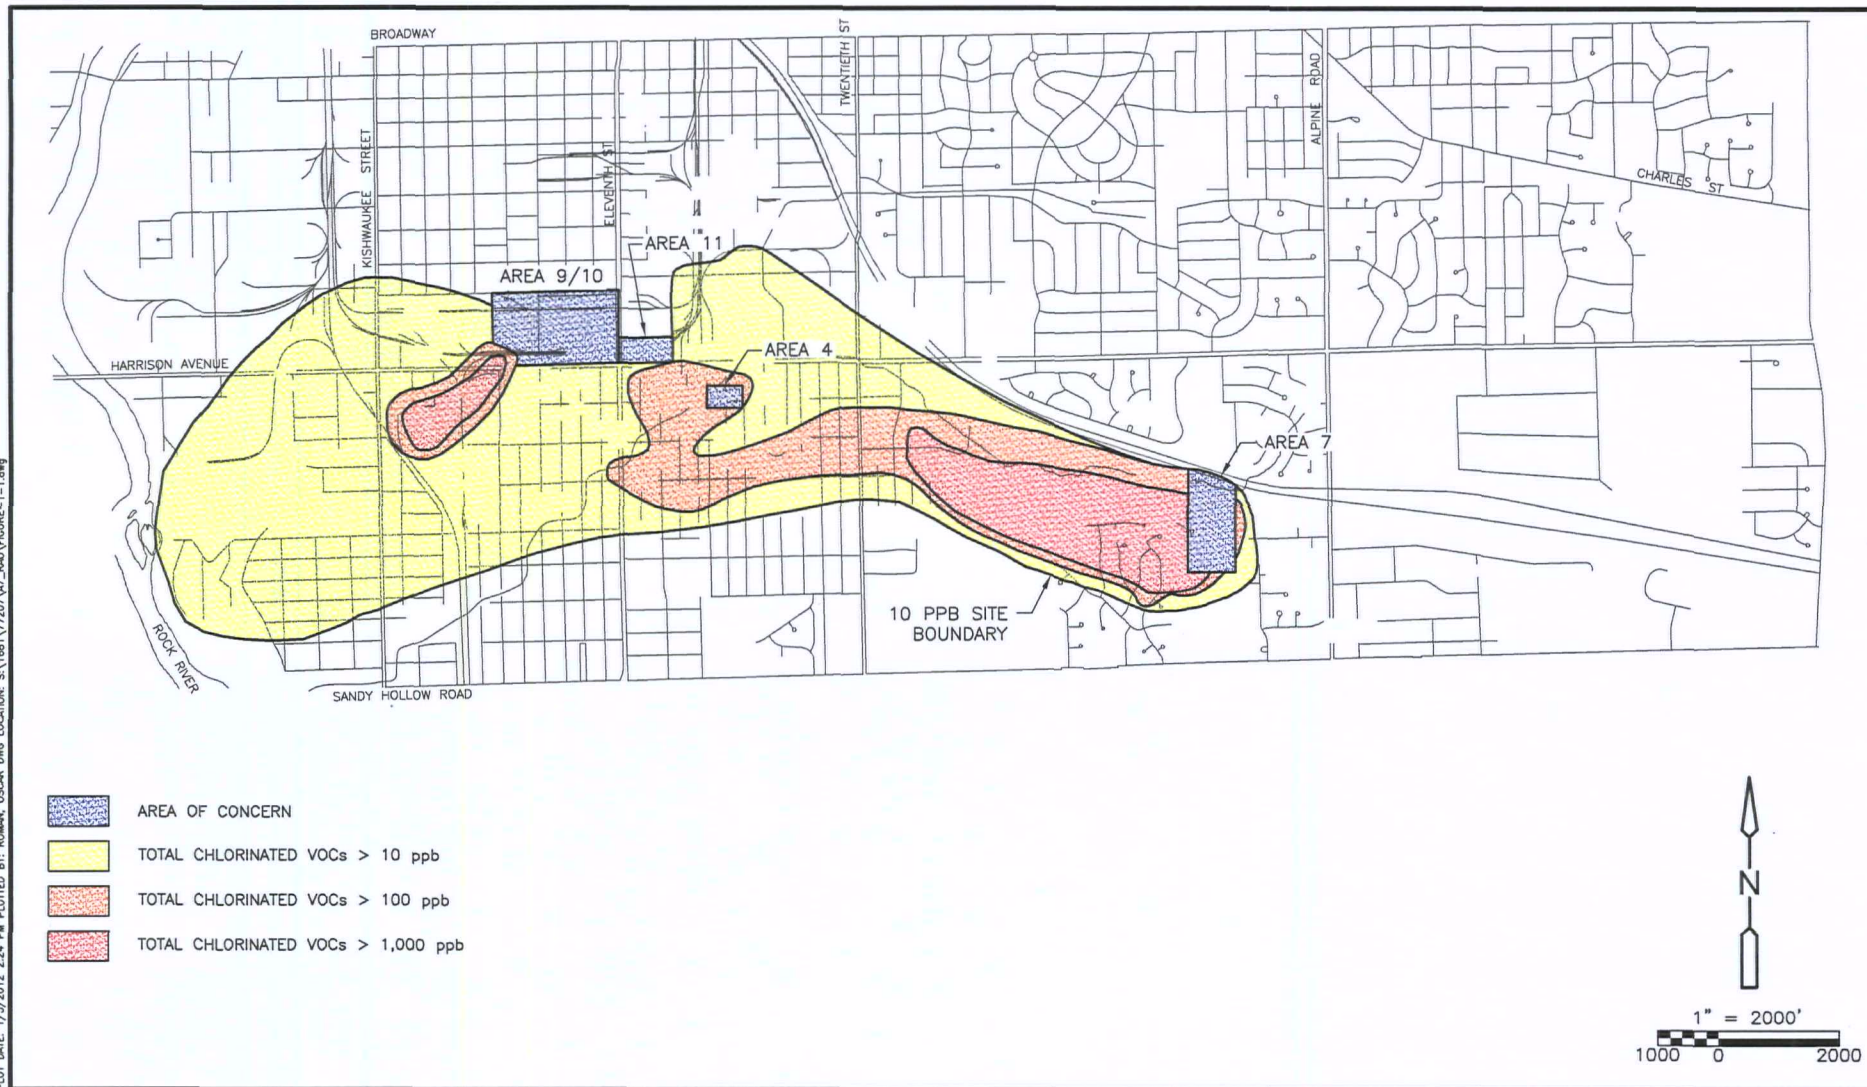 BROADWAY
TWENTIETH ST
KISHWAUKEE STREET
ELEVENTH ST
ALPINE ROAD
CHARLES ST
AREA 11
AREA 9/10
HARRISON AVENUE
AREA 4
AREA 7
10 PPB SITE
BOUNDARY
ROCK RIVER
SANDY HOLLOW ROAD
AREA OF CONCERN
TOTAL CHLORINATED VOCs > 10 ppb
TOTAL CHLORINATED VOCs > 100 ppb
TOTAL CHLORINATED VOCs > 1,000 ppb
N
1" = 2000'
1000 0 2000